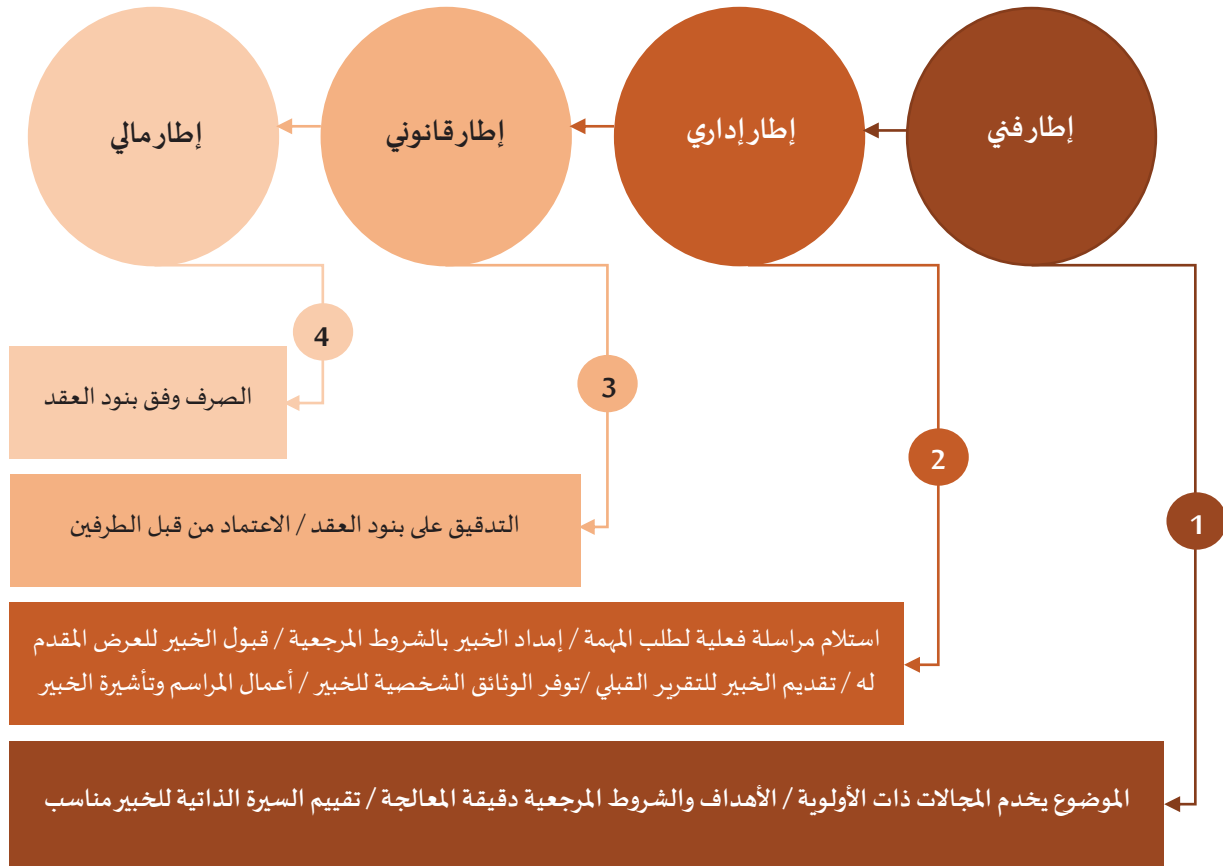 إطار فني
إطار إداري
إطار قانوني
إطار مالي
4
الصرف وفق بنود العقد
3
التدقيق على بنود العقد / الاعتماد من قبل الطرفين
2
استلام مراسلة فعلية لطلب المهمة / إمداد الخبير بالشروط المرجعية / قبول الخبير للعرض المقدم
له / تقديم الخبير للتقرير القبلي /توفر الوثائق الشخصية للخبير / أعمال المراسم وتأشيرة الخبير
1
الموضوع يخدم المجالات ذات الأولوية / الأهداف والشروط المرجعية دقيقة المعالجة / تقييم السيرة الذاتية للخبير مناسب